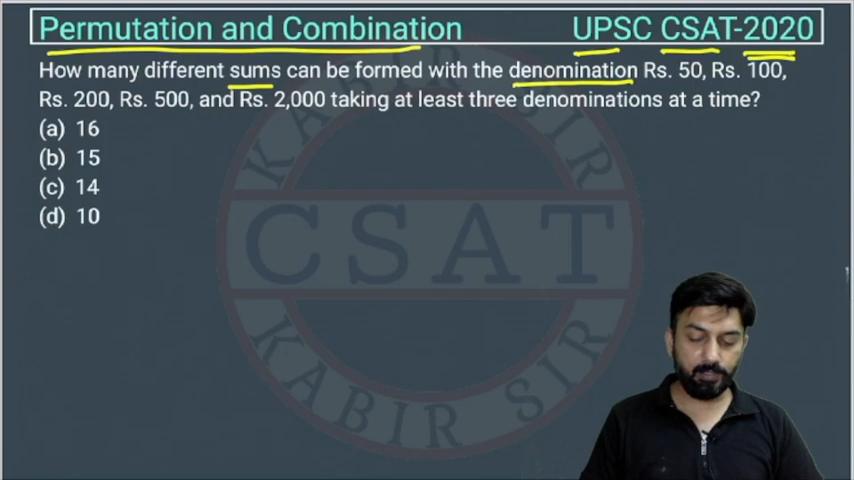 Permutation and Combination UPSC CSAT-2020
How many different sums can be formed with the denomination Rs. 50, Rs. 100,
Rs. 200, Rs. 500, and Rs. 2,000 taking at least three denominations at a time?
(a) 16
(b) 15
(c) 14
(d) 10
KABIR SIR
CSAT
KABIR SIR